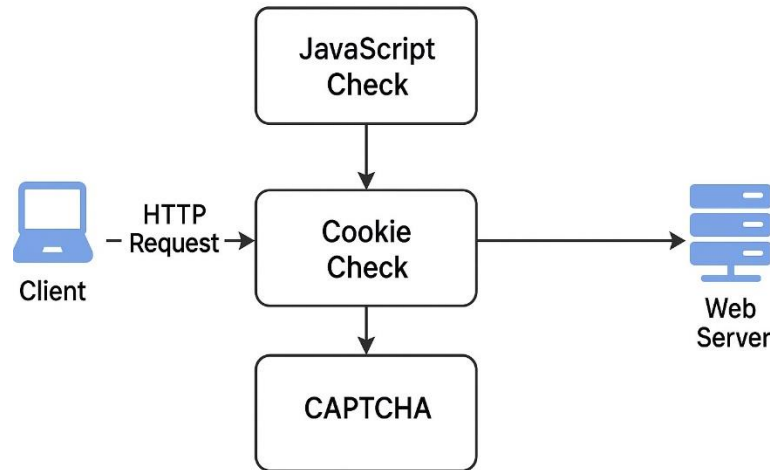 JavaScript
Check
HTTP
Request
Client
Cookie
Check
Web
Server
CAPTCHA